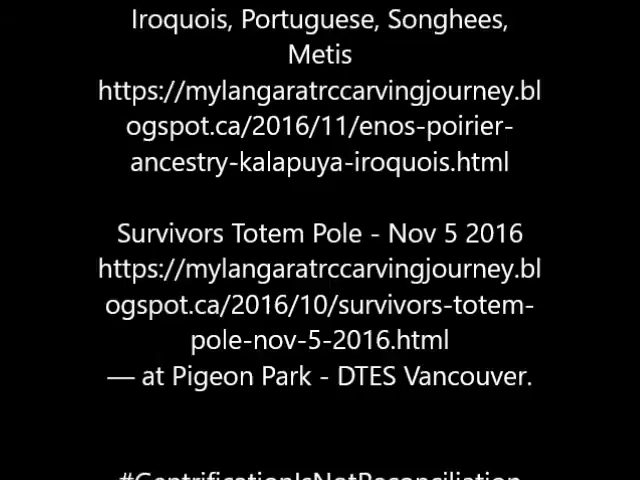 Iroquois, Portuguese, Songhees,
Metis
https://mylangaratrccarvingjourney.bl
ogspot.ca/2016/11/enos-poirier-
ancestry-kalapuya-iroquois.html
Survivors Totem Pole - Nov 5 2016
https://mylangaratrccarvingjourney.bl
ogspot.ca/2016/10/survivors-totem-
pole-nov-5-2016.html
— at Pigeon Park - DTES Vancouver.
#GentrificationIsNotReconciliation